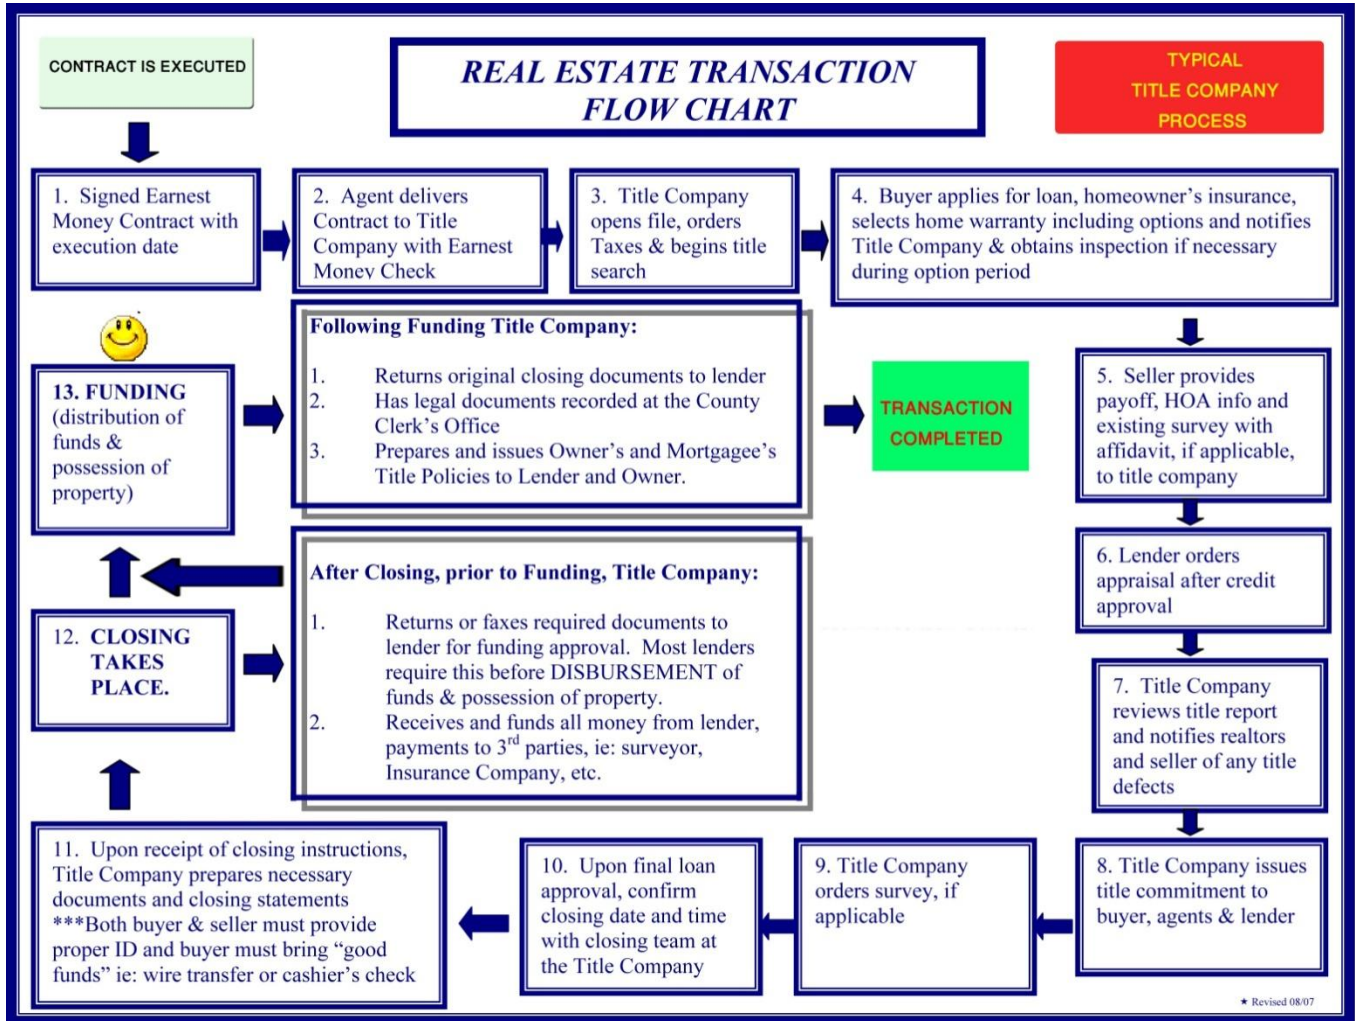 CONTRACT IS EXECUTED
REAL ESTATE TRANSACTION
FLOW CHART
TYPICAL
TITLE COMPANY
PROCESS
1. Signed Earnest
Money Contract with
execution date
2. Agent delivers
Contract to Title
Company with Earnest
Money Check
3. Title Company
opens file, orders
Taxes & begins title
search
4. Buyer applies for loan, homeowner's insurance,
selects home warranty including options and notifies
Title Company & obtains inspection if necessary
during option period
5. Seller provides
payoff, HOA info and
existing survey with
affidavit, if applicable,
to title company
6. Lender orders
appraisal after credit
approval
7. Title Company
reviews title report
and notifies realtors
and seller of any title
defects
8. Title Company issues
title commitment to
buyer, agents & lender
9. Title Company
orders survey, if
applicable
10. Upon final loan
approval, confirm
closing date and time
with closing team at
the Title Company
11. Upon receipt of closing instructions,
Title Company prepares necessary
documents and closing statements
***Both buyer & seller must provide
proper ID and buyer must bring “good
funds” ie: wire transfer or cashier's check
12. CLOSING
TAKES
PLACE.
After Closing, prior to Funding, Title Company:
1. Returns or faxes required documents to
lender for funding approval. Most lenders
require this before DISBURSEMENT of
funds & possession of property.
2. Receives and funds all money from lender,
payments to 3rd parties, ie: surveyor,
Insurance Company, etc.
13. FUNDING
(distribution of
funds &
possession of
property)
Following Funding Title Company:
1. Returns original closing documents to lender
2. Has legal documents recorded at the County
Clerk's Office
3. Prepares and issues Owner's and Mortgagee's
Title Policies to Lender and Owner.
TRANSACTION
COMPLETED
★ Revised 08/07